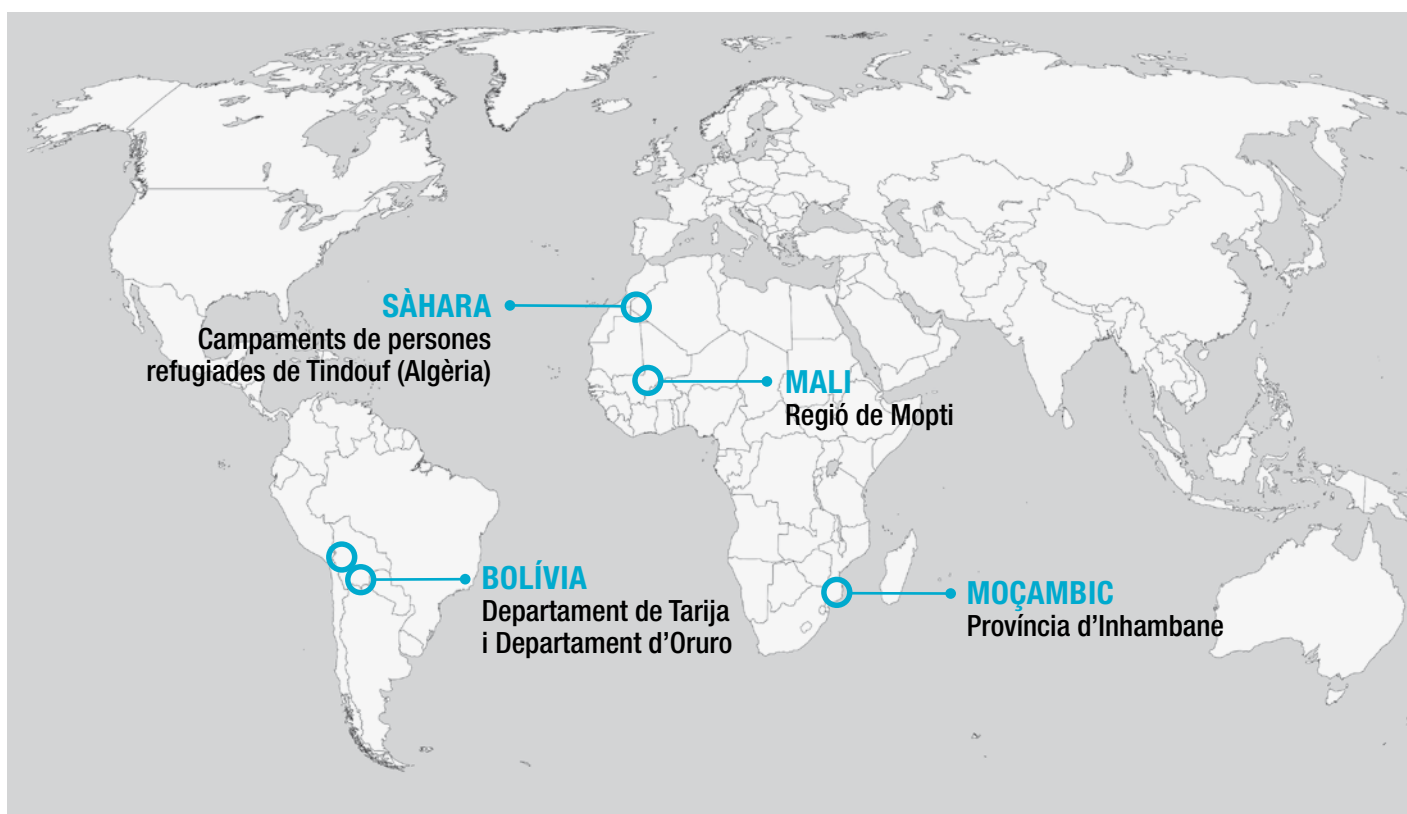 SÀHARA
Campaments de persones
refugiades de Tindouf (Algèria)
MALI
Regió de Mopti
BOLÍVIA
Departament de Tarija
i Departament d’Oruro
MOÇAMBIC
Província d’Inhambane